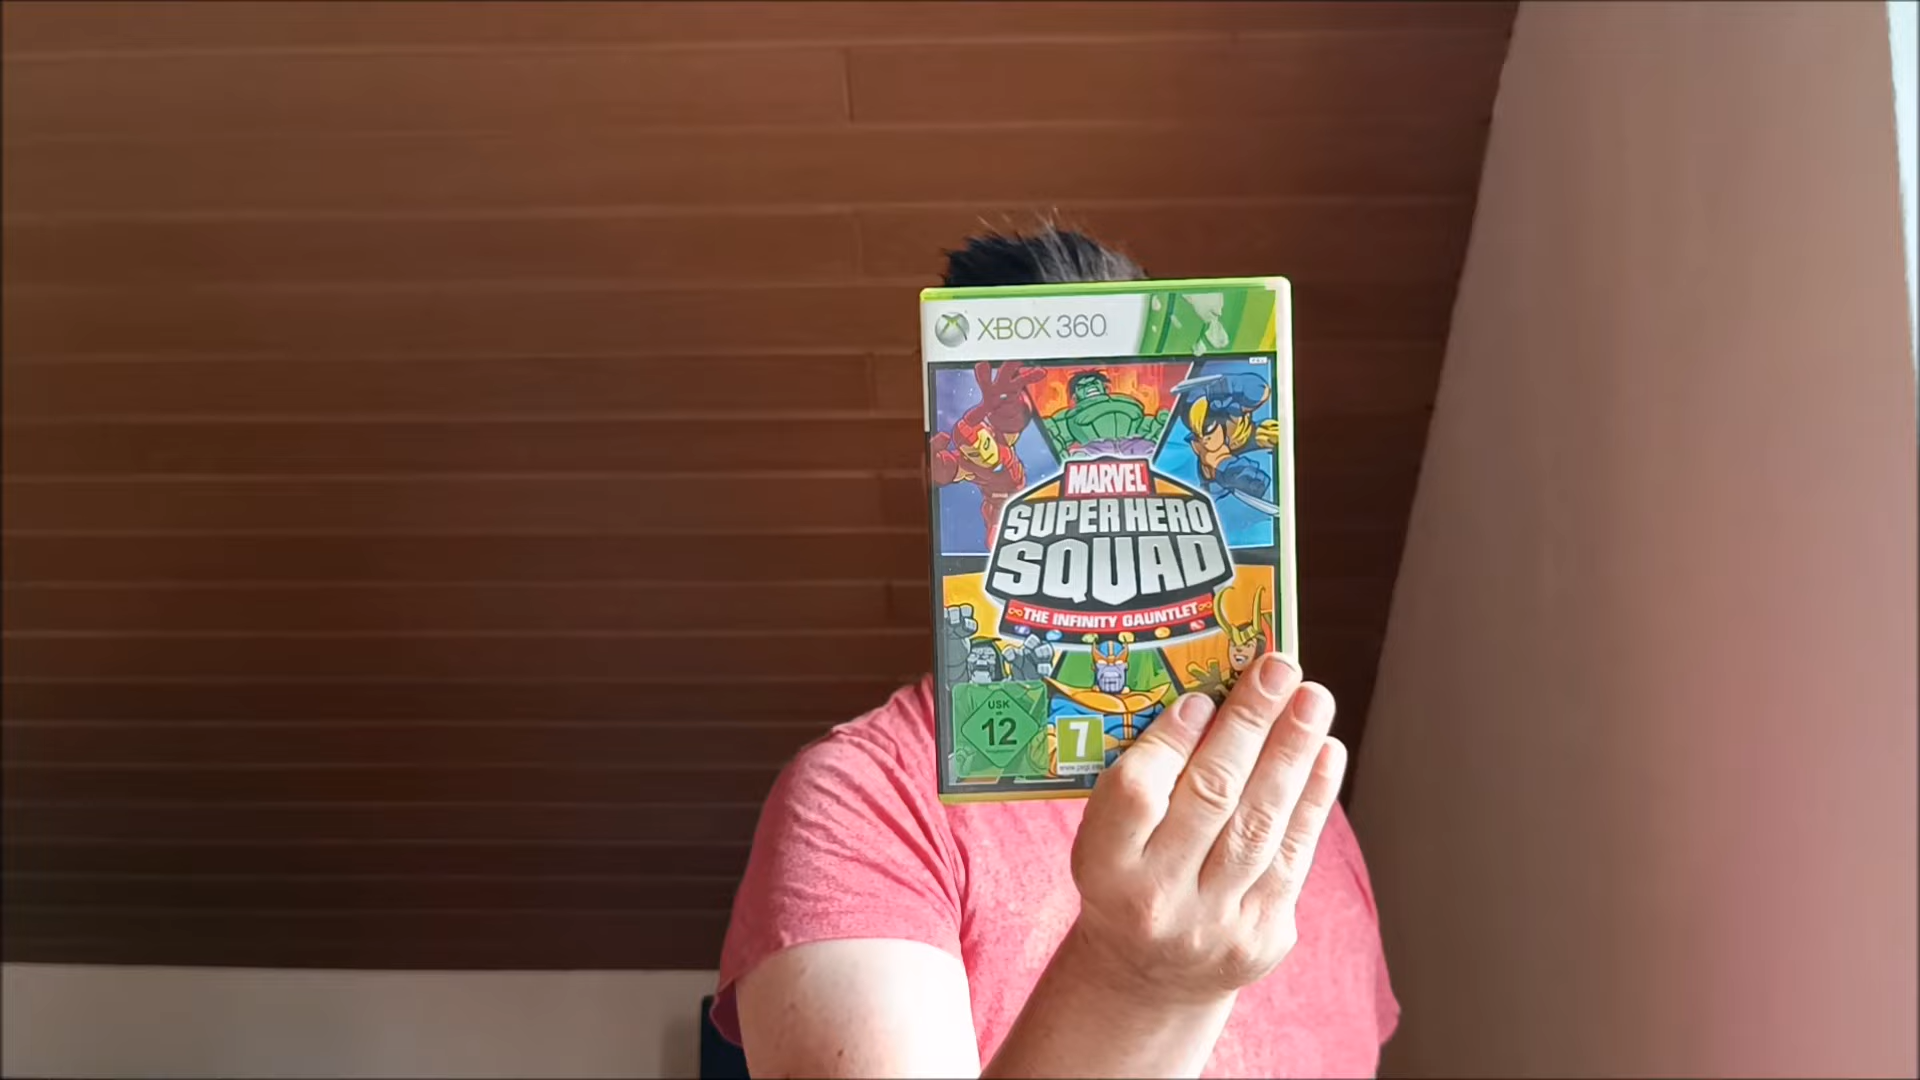 XBOX 360
MARVEL
SUPER HERO
SQUAD
THE INFINITY GAUNTLET
USK
12
7